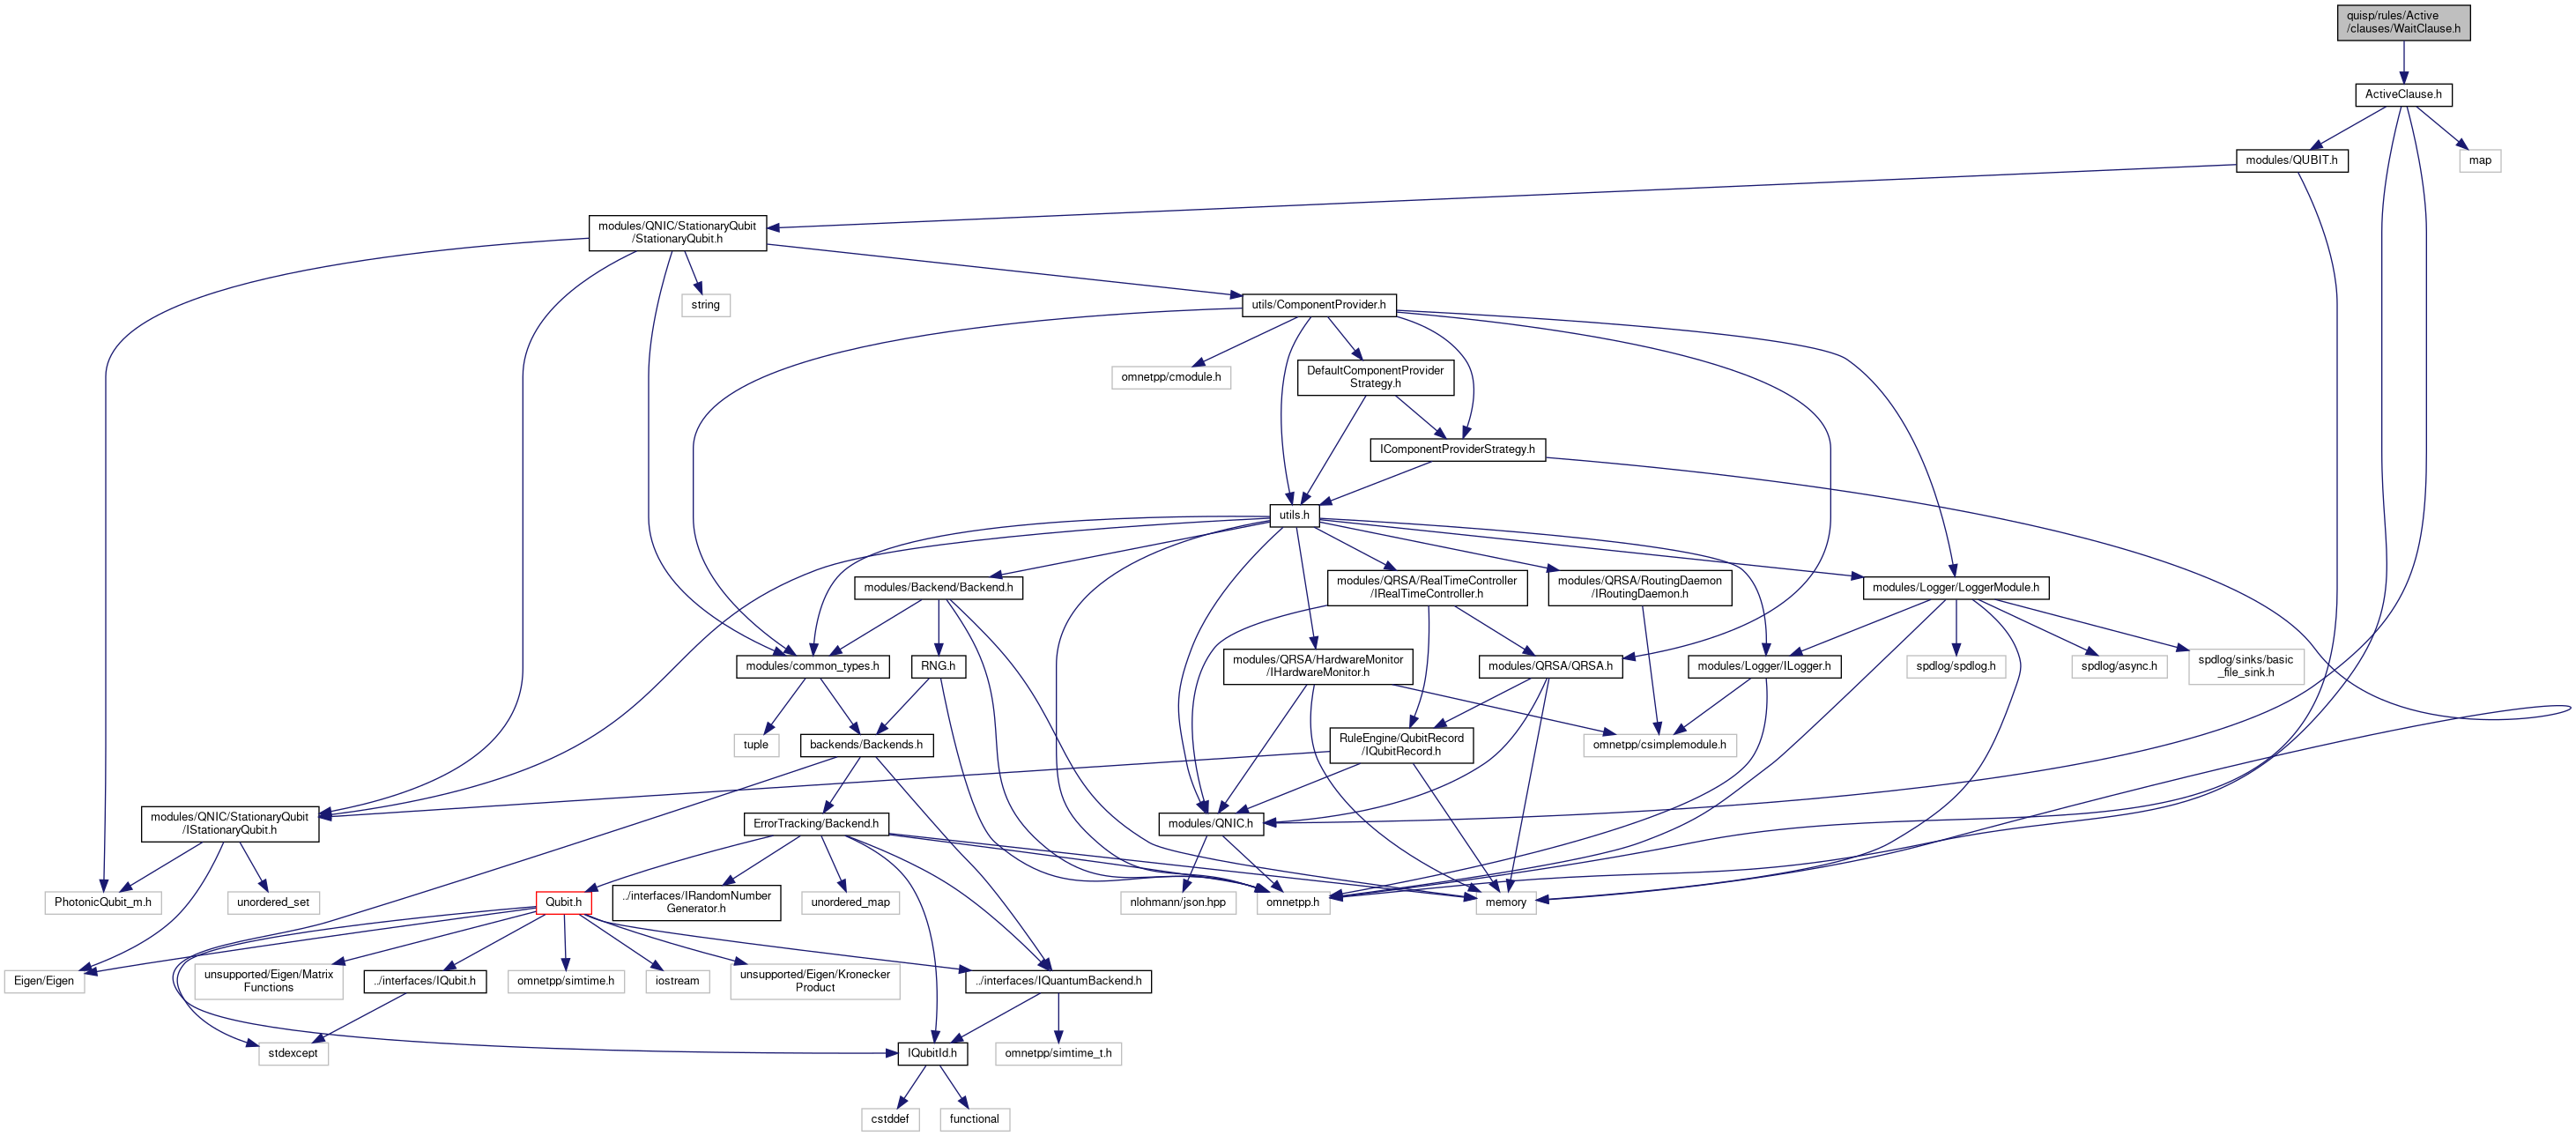 quisp/rules/Active
/clauses/WaitClause.h
ActiveClause.h
modules/QUBIT.h
map
modules/QNIC/StationaryQubit
/StationaryQubit.h
string
utils/ComponentProvider.h
omnetpp/cmodule.h
DefaultComponentProvider
Strategy.h
IComponentProviderStrategy.h
utils.h
modules/Backend/Backend.h
modules/QRSA/RealTimeController
/IRealTimeController.h
modules/QRSA/RoutingDaemon
/IRoutingDaemon.h
modules/Logger/LoggerModule.h
modules/common_types.h
RNG.h
modules/QRSA/HardwareMonitor
/IHardwareMonitor.h
modules/QRSA/QRSA.h
modules/Logger/ILogger.h
spdlog/spdlog.h
spdlog/async.h
spdlog/sinks/basic
_file_sink.h
tuple
backends/Backends.h
RuleEngine/QubitRecord
/IQubitRecord.h
omnetpp/csimplemodule.h
modules/QNIC/StationaryQubit
/IStationaryQubit.h
ErrorTracking/Backend.h
modules/QNIC.h
PhotonicQubit_m.h
unordered_set
Qubit.h
../interfaces/IRandomNumber
Generator.h
unordered_map
nlohmann/json.hpp
omnetpp.h
memory
Eigen/Eigen
unsupported/Eigen/Matrix
Functions
../interfaces/IQubit.h
omnetpp/simtime.h
iostream
unsupported/Eigen/Kronecker
Product
../interfaces/IQuantumBackend.h
stdexcept
IQubitId.h
omnetpp/simtime_t.h
cstddef
functional